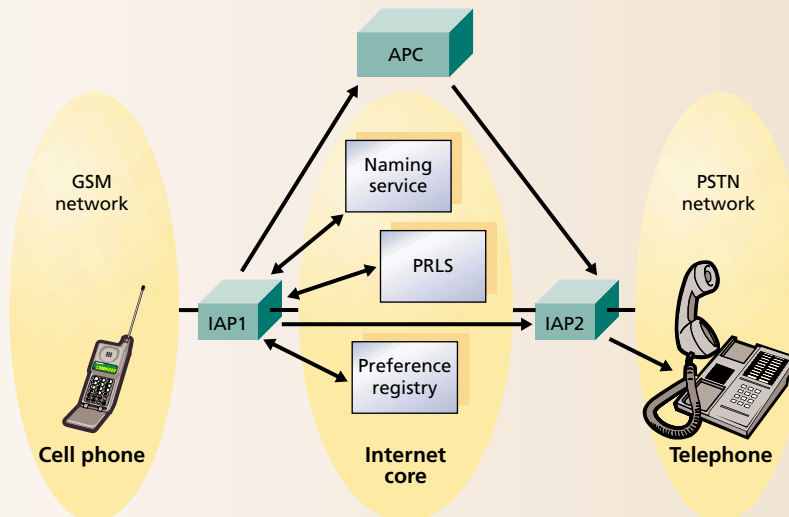 APC
Naming
service
GSM
network
PSTN
network
PRLS
IAP1
IAP2
Preference
registry
Cell phone
Internet
core
Telephone